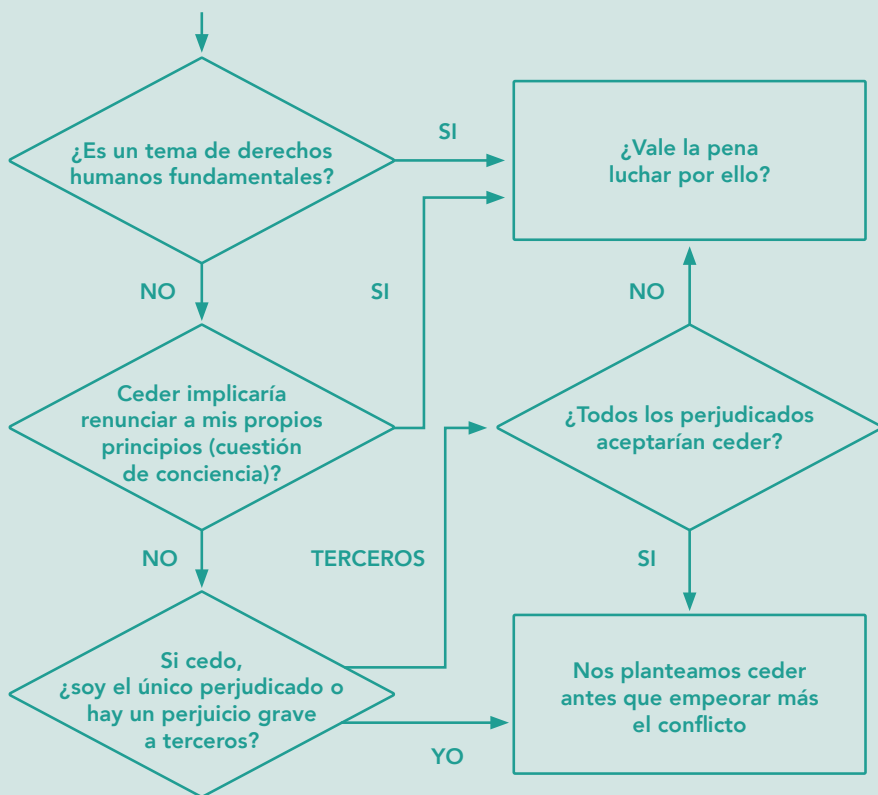 ¿Es un tema de derechos
humanos fundamentales?
SI
¿Vale la pena
luchar por ello?
NO
SI
NO
Ceder implicaría
renunciar a mis propios
principios (cuestión
de conciencia)?
¿Todos los perjudicados
aceptarían ceder?
NO
TERCEROS
SI
Si cedo,
¿soy el único perjudicado o
hay un perjuicio grave
a terceros?
YO
Nos planteamos ceder
antes que empeorar más
el conflicto